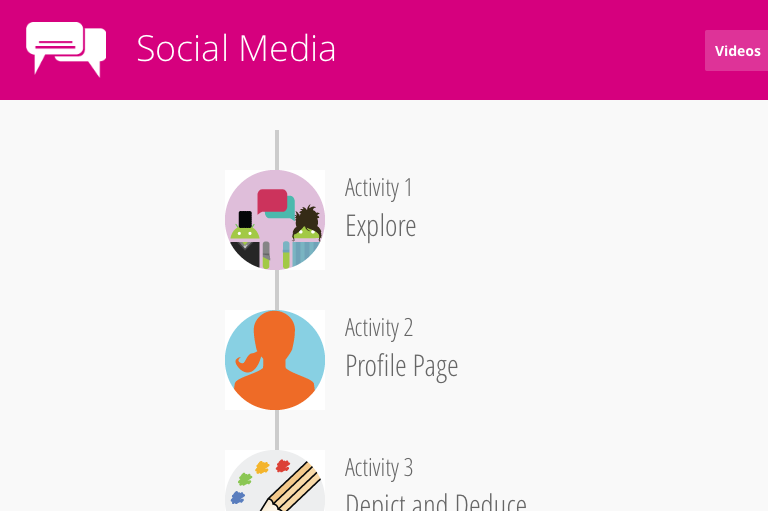 Social Media
Videos
Activity 1
Explore
Activity 2
Profile Page
Activity 3
Depict and Deduce